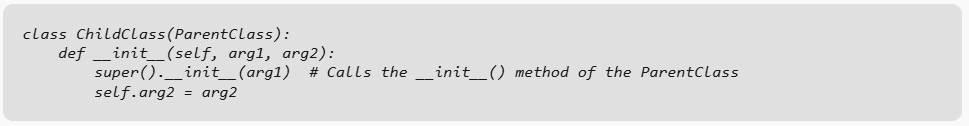 class ChildClass(ParentClass):
    def __init__(self, arg1, arg2):
        super().__init__(arg1)  # Calls the __init__() method of the ParentClass
        self.arg2 = arg2